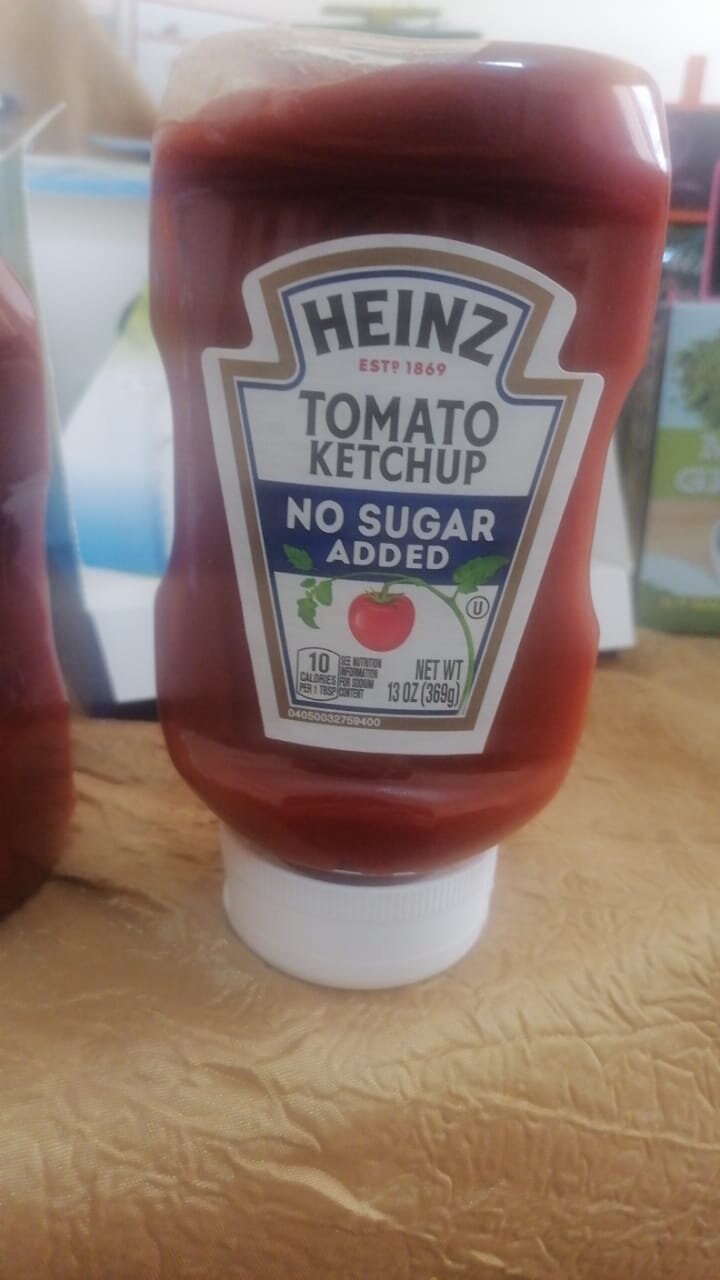 HEINZ
ESTD 1869
TOMATO
KETCHUP
NO SUGAR
ADDED
U
10
CALORIES
PER 1 TBSP
SEE NUTRITION
INFORMATION
FOR SODIUM
CONTENT
NET WT
13 OZ (369g)
04050032759400